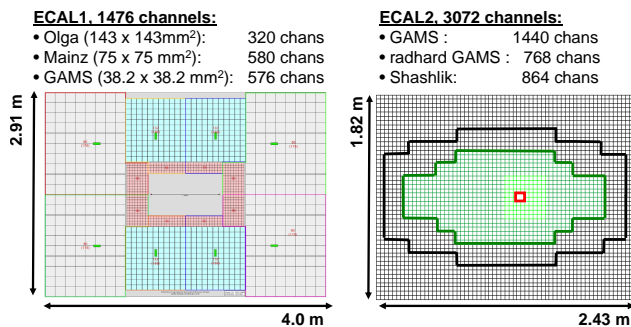 ECAL1, 1476 channels:
• Olga (143 x 143mm²): 320 chans
• Mainz (75 x 75 mm²): 580 chans
• GAMS (38.2 x 38.2 mm²): 576 chans
2.91 m
4.0 m
ECAL2, 3072 channels:
• GAMS : 1440 chans
• radhard GAMS : 768 chans
• Shashlik: 864 chans
1.82 m
2.43 m